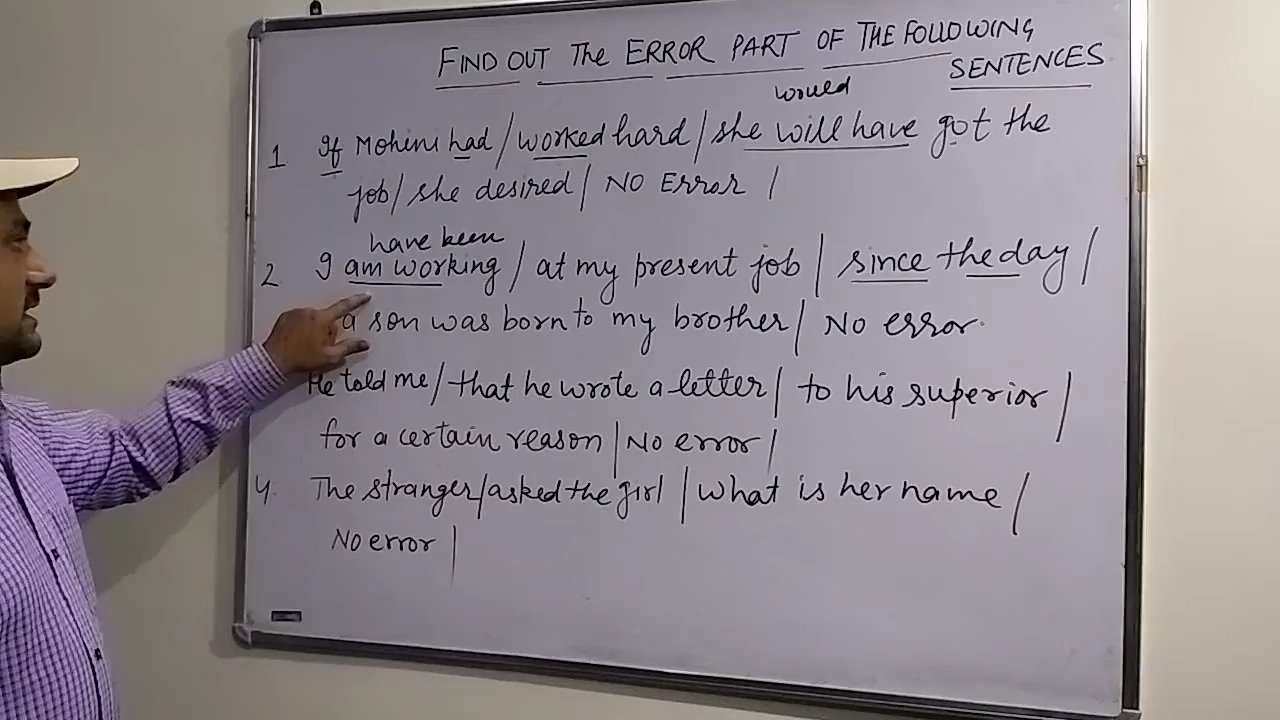 FIND OUT The ERROR PART OF THE FOLLOWING
SENTENCES
would
1 If Mohini had / worked hard / she will have got the
job / she desired / NO Error /
have been
2 I am working / at my present job / since the day /
a son was born to my brother / No error.
He told me / that he wrote a letter / to his superior /
for a certain reason / No error /
4. The stranger / asked the girl / what is her name /
No error /